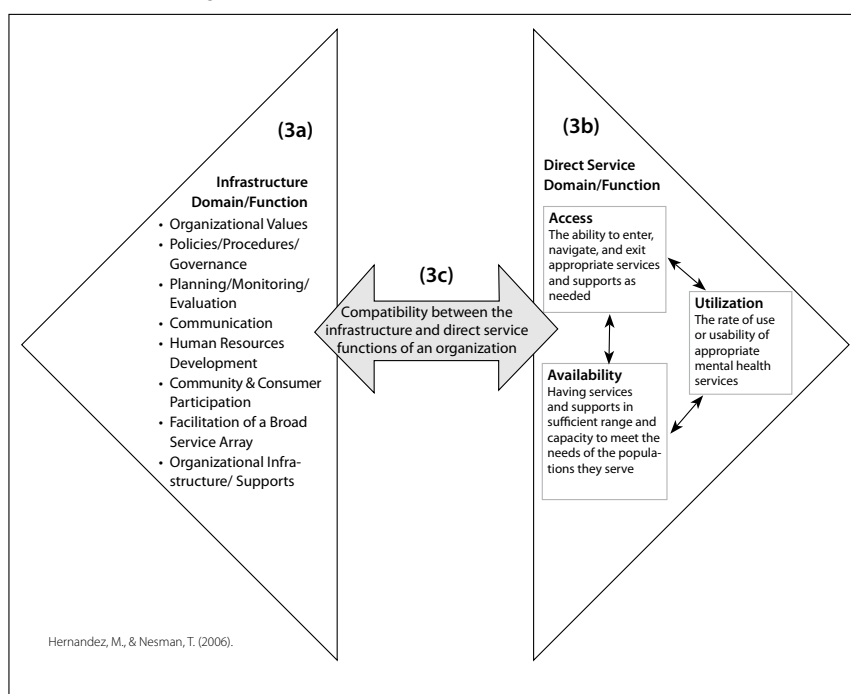 (3a)
Infrastructure
Domain/Function
• Organizational Values
• Policies/Procedures/
Governance
• Planning/Monitoring/
Evaluation
• Communication
• Human Resources
Development
• Community & Consumer
Participation
• Facilitation of a Broad
Service Array
• Organizational Infra-
structure/ Supports
(3c)
Compatibility between the
infrastructure and direct service
functions of an organization
(3b)
Direct Service
Domain/Function
Access
The ability to enter,
navigate, and exit
appropriate services
and supports as
needed
Utilization
The rate of use
or usability of
appropriate
mental health
services
Availability
Having services
and supports in
sufficient range and
capacity to meet the
needs of the popula-
tions they serve
Hernandez, M., & Nesman, T. (2006).